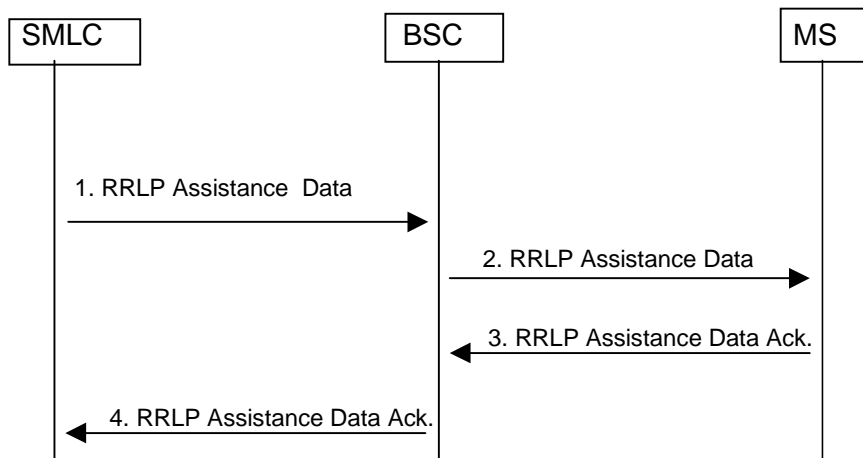 SMLC
BSC
MS
1. RRLP Assistance Data
2. RRLP Assistance Data
3. RRLP Assistance Data Ack.
4. RRLP Assistance Data Ack.